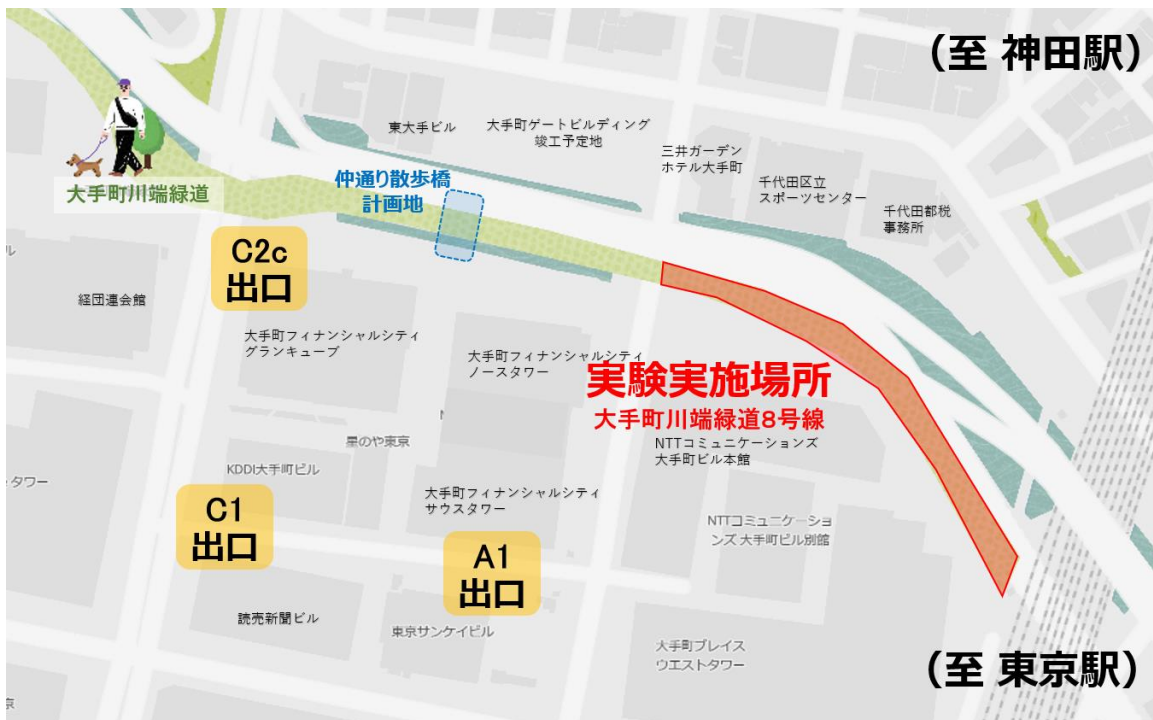 (至 神田駅)
東大手ビル
大手町ゲートビルディング
竣工予定地
三井ガーデン
ホテル大手町
千代田区立
スポーツセンター
千代田都税
事務所
大手町川端緑道
仲通り散歩橋
計画地
C2c
出口
ル
経団連会館
大手町フィナンシャルシティ
グランキューブ
大手町フィナンシャルシティ
ノースタワー
実験実施場所
大手町川端緑道8号線
NTTコミュニケーションズ
大手町ビル本館
星のや東京
KDDI大手町ビル
タワー
大手町フィナンシャルシティ
サウスタワー
C1
出口
NTTコミュニケーショ
ンズ 大手町ビル別館
A1
出口
読売新聞ビル
東京サンケイビル
大手町プレイス
ウエストタワー
(至 東京駅)
京